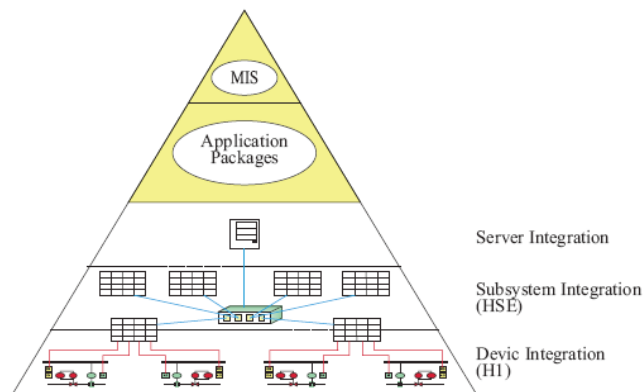 MIS
Application
Packages
Server Integration
Subsystem Integration
(HSE)
Devic Integration
(H1)